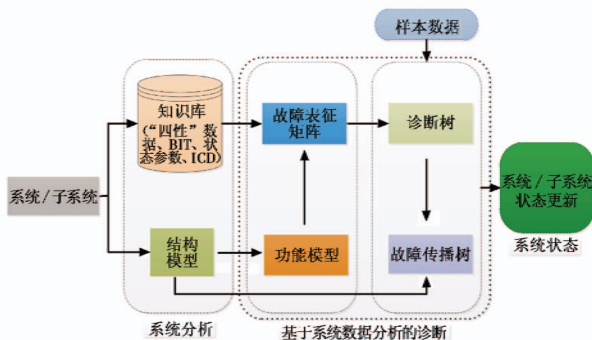 样本数据
知识库
(“四性”数
据、BIT、状
态参数、ICD)
故障表征
矩阵
诊断树
系统/子系统
系统/子系统
状态更新
结构
模型
功能模型
故障传播树
系统状态
系统分析
基于系统数据分析的诊断